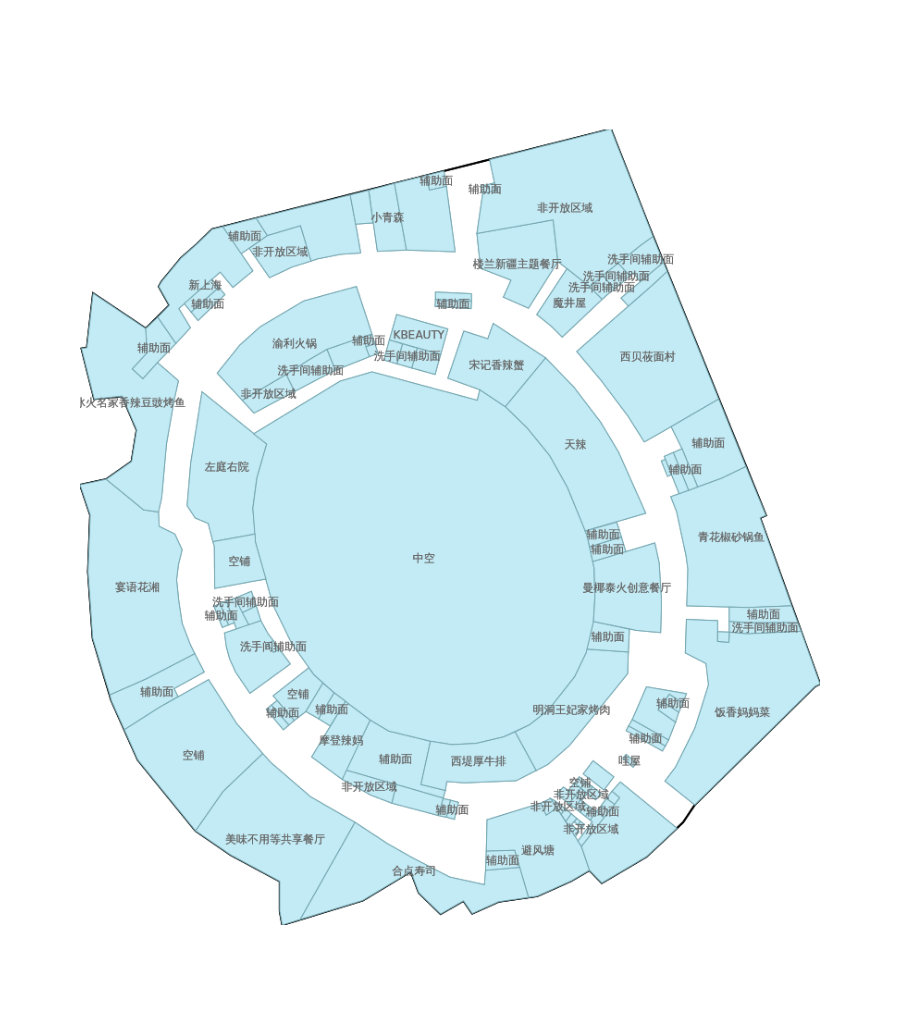 辅助面
辅助面
非开放区域
小青森
辅助面
非开放区域
洗手间辅助面
楼兰新疆主题餐厅
洗手间辅助面
新上海
洗手间辅助面
辅助面
辅助面
魔井屋
KBEAUTY
辅助面
渝利火锅
辅助面
洗手间辅助面
西贝莜面村
宋记香辣蟹
洗手间辅助面
非开放区域
火名家香辣豆豉烤鱼
天辣
辅助面
左庭右院
辅助面
辅助面
青花椒砂锅鱼
辅助面
中空
空铺
宴语花湘
曼椰泰火创意餐厅
洗手间辅助面
辅助面
辅助面
洗手间辅助面
辅助面
洗手间辅助面
辅助面
空铺
辅助面
明洞王妃家烤肉
辅助面
辅助面
饭香妈妈菜
摩登辣妈
辅助面
空铺
辅助面
西堤厚牛排
非开放区域
空铺
非开放区域
非开放区域
辅助面
辅助面
非开放区域
美味不用等共享餐厅
避风塘
辅助面
合点寿司